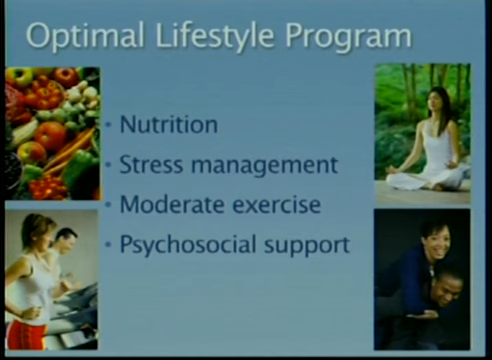 Optimal Lifestyle Program
• Nutrition
• Stress management
• Moderate exercise
• Psychosocial support